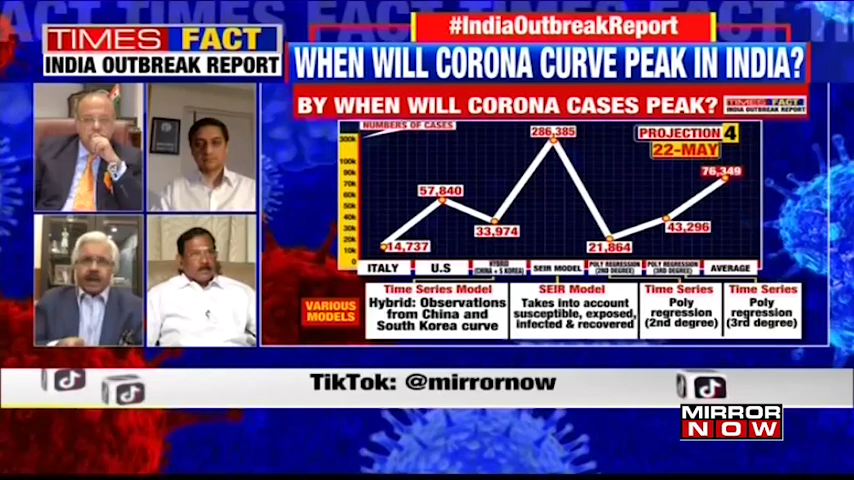 TIMES FACT
INDIA OUTBREAK REPORT
#IndiaOutbreakReport
WHEN WILL CORONA CURVE PEAK IN INDIA?
BY WHEN WILL CORONA CASES PEAK?
TIMES FACT
INDIA OUTBREAK REPORT
NUMBERS OF CASES
PROJECTION 4
22-MAY
300k
100k
90k
80k
70k
60k
50k
40k
30k
20k
10k
0
14,737
57,840
33,974
286,385
21,864
43,296
76,349
ITALY
U.S
HYBRID
(CHINA + S KOREA)
SEIR MODEL
POLY REGRESSION
(2ND DEGREE)
POLY REGRESSION
(3RD DEGREE)
AVERAGE
VARIOUS
MODELS
Time Series Model
Hybrid: Observations
from China and
South Korea curve
SEIR Model
Takes into account
susceptible, exposed,
infected & recovered
Time Series
Poly
regression
(2nd degree)
Time Series
Poly
regression
(3rd degree)
TikTok: @mirrornow
MIRROR
NOW